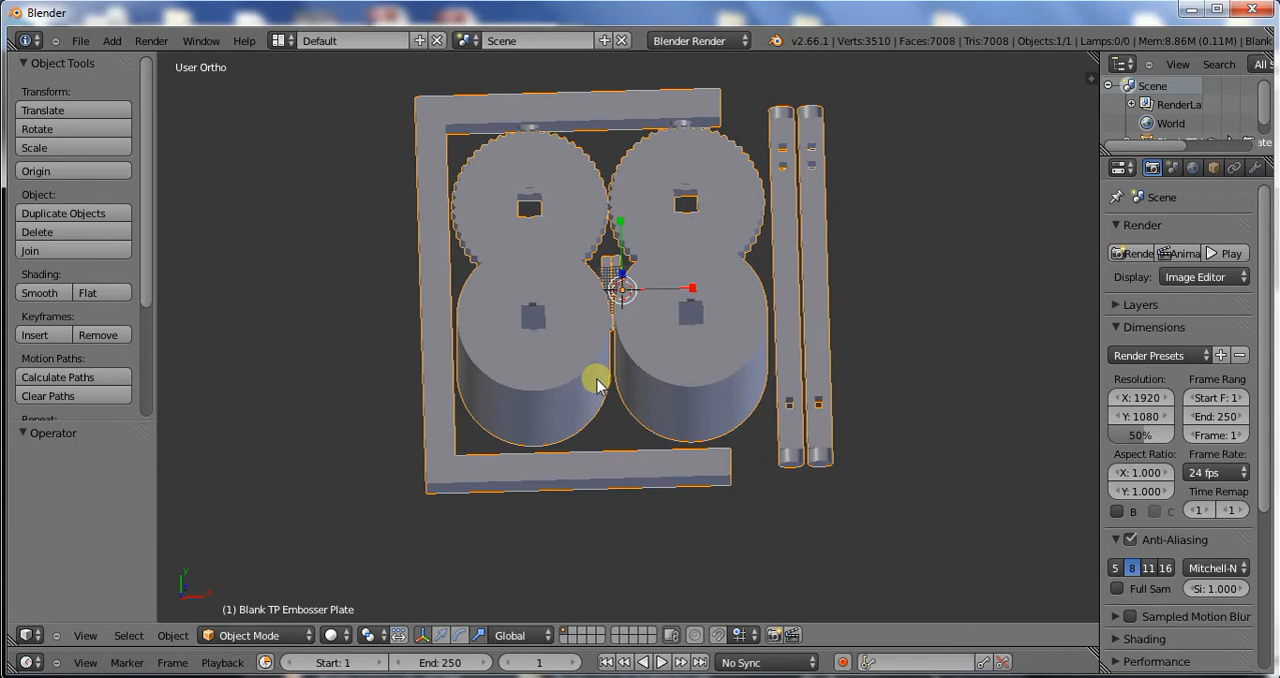 Blender
File Add Render Window Help Default Scene Blender Render v2.66.1 | Verts:3510 | Faces:7008 | Tris:7008 | Objects:1/1 | Lamps:0/0 | Mem:8.86M (0.11M) | Blank
Object Tools
Transform:
Translate
Rotate
Scale
Origin
Object:
Duplicate Objects
Delete
Join
Shading:
Smooth Flat
Keyframes:
Insert Remove
Motion Paths:
Calculate Paths
Clear Paths
Repeat:
Operator
User Ortho
(1) Blank TP Embosser Plate
View Search All S
Scene
RenderLa
World
Scene
Render
Rende Anima Play
Display: Image Editor
Layers
Dimensions
Render Presets
Resolution: Frame Rang
X: 1920 Start F: 1
Y: 1080 End: 250
50% Frame: 1
Aspect Ratio: Frame Rate:
X: 1.000 24 fps
Y: 1.000 Time Remap
B C 1 1
Anti-Aliasing
5 8 11 16 Mitchell-N
Full Sam Si: 1.000
Sampled Motion Blur
Shading
Performance
View Select Object Object Mode Global
View Marker Frame Playback Start: 1 End: 250 1 No Sync